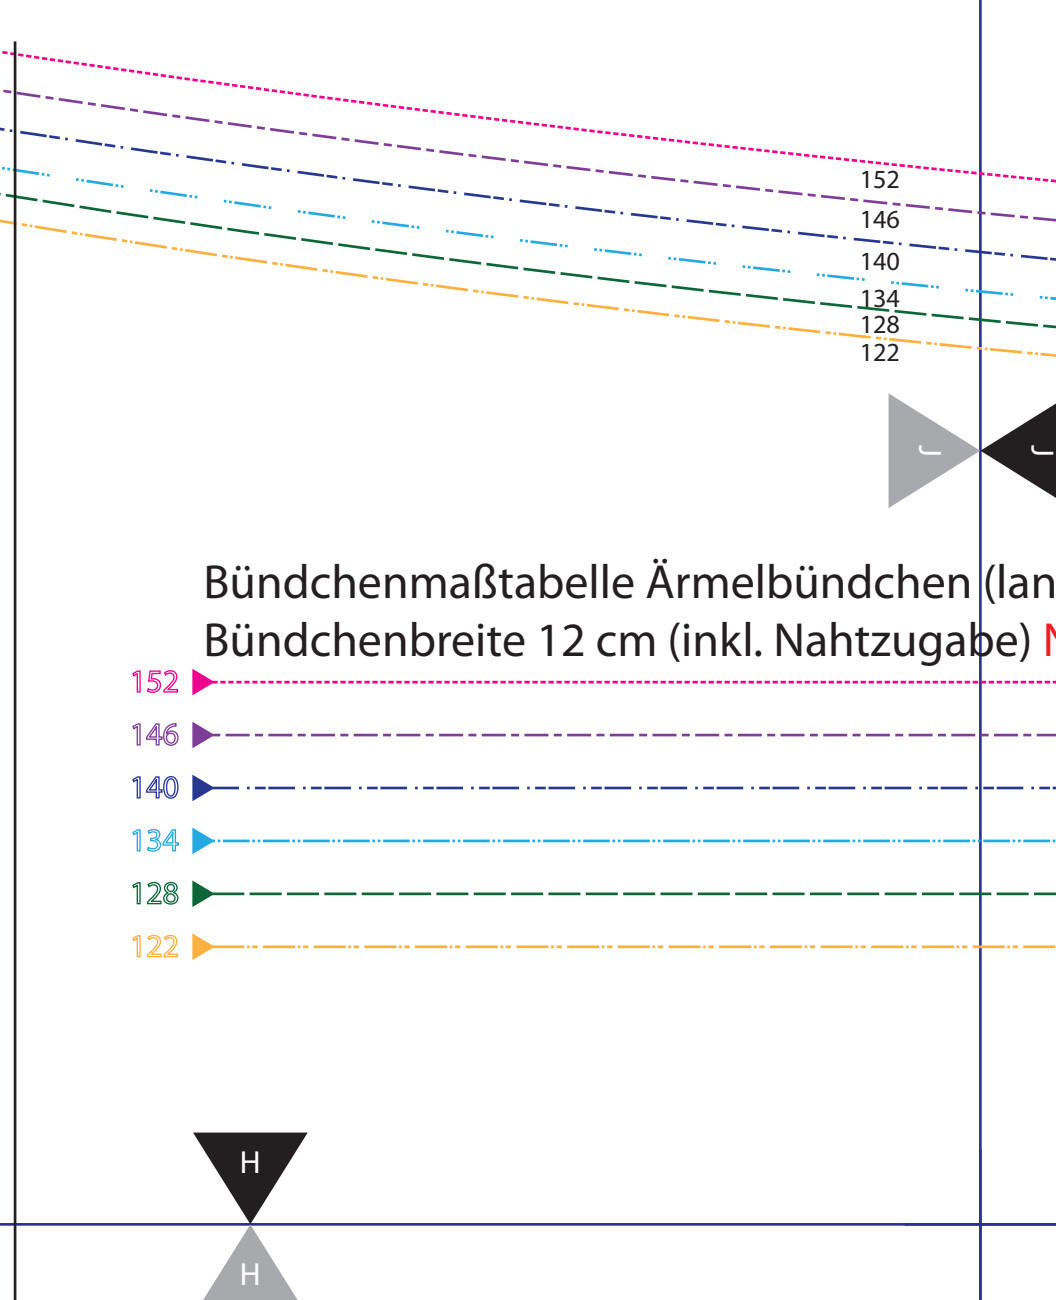 152
146
140
134
128
122
J J
Bündchenmaßtabelle Ärmelbündchen (lan
Bündchenbreite 12 cm (inkl. Nahtzugabe)
152
146
140
134
128
122
H
H